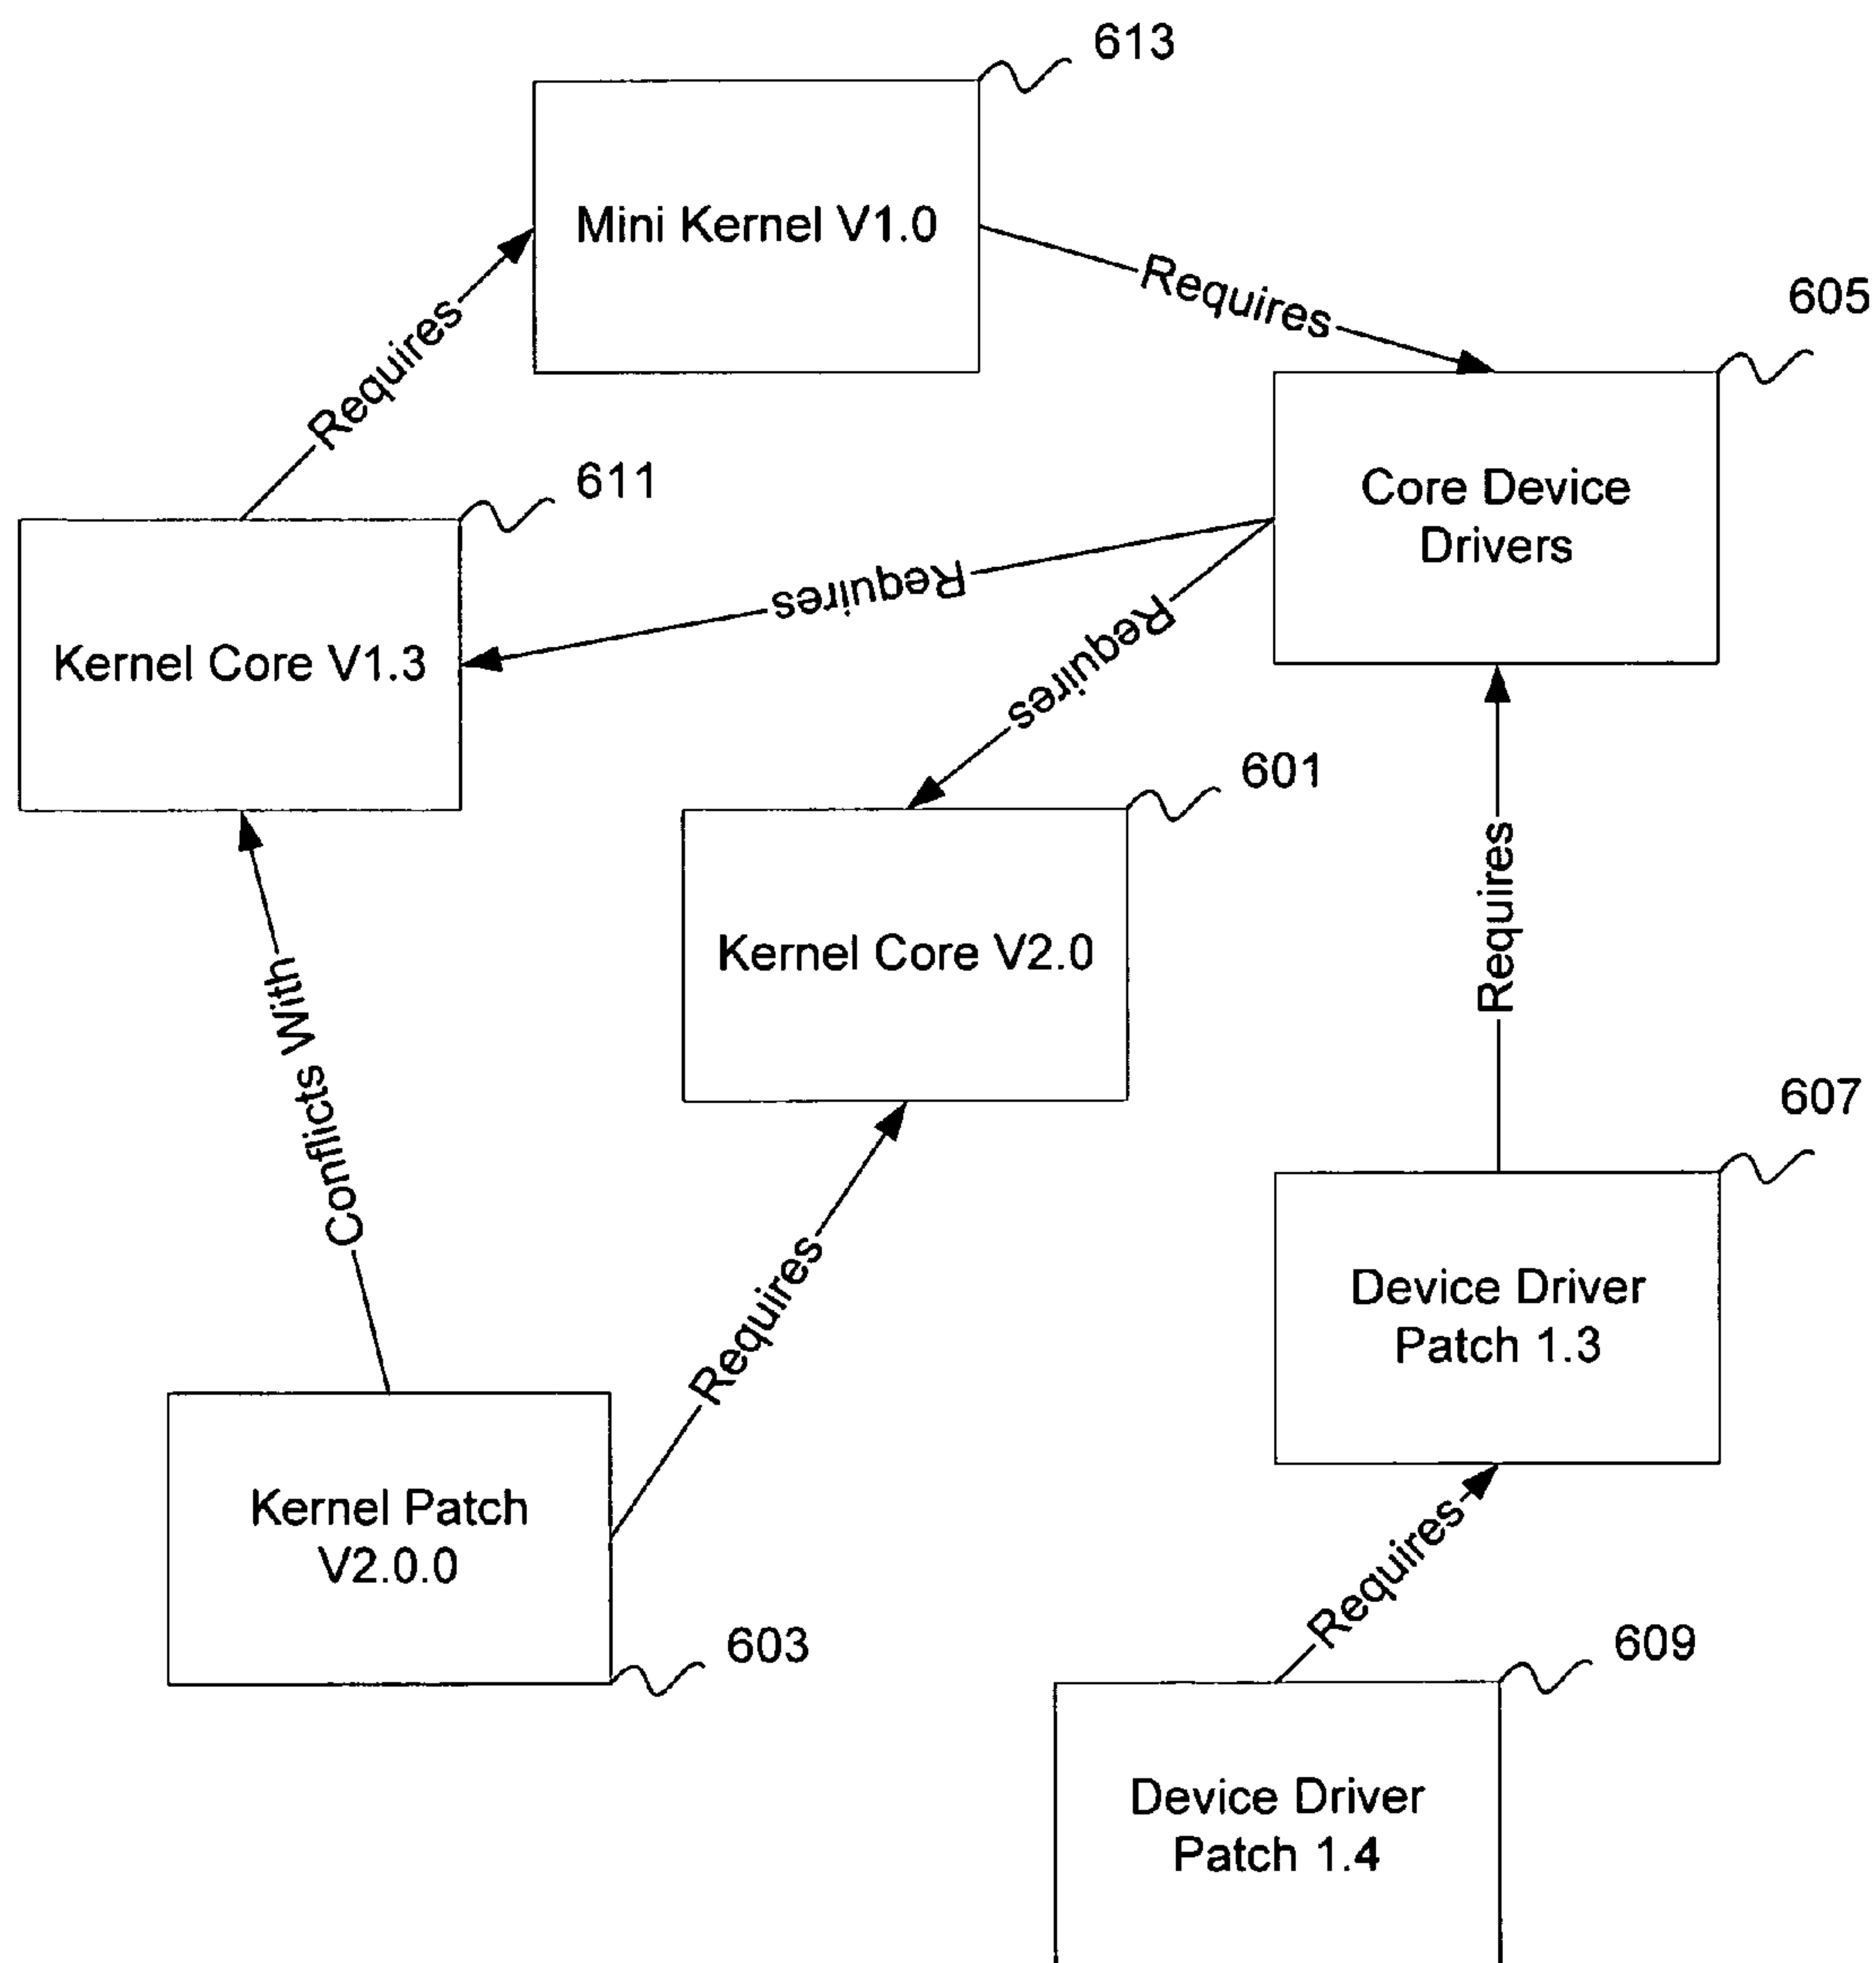 613
Mini Kernel V1.0
Requires
605
Requires
Core Device
Drivers
611
Requires
Kernel Core V1.3
Requires
601
Kernel Core V2.0
Requires
Conflicts With
607
Device Driver
Patch 1.3
Requires
Kernel Patch
V2.0.0
Requires
603
609
Device Driver
Patch 1.4